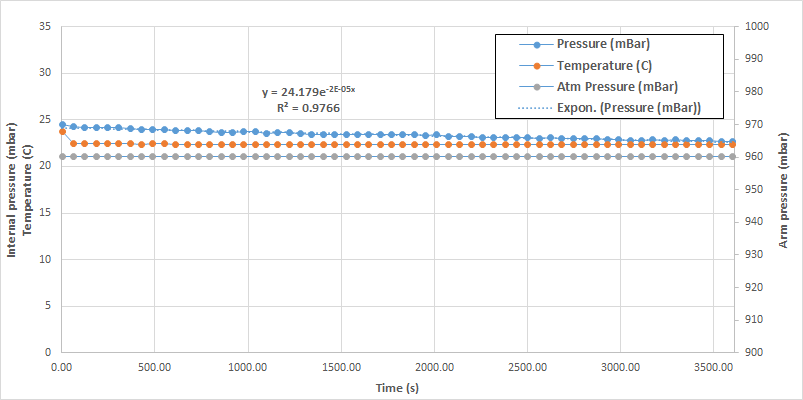 35
30
25
20
15
10
5
0
Internal pressure (mbar)
Temperature (C)
y = 24.179e-2E-05x
R² = 0.9766
Pressure (mBar)
Temperature (C)
Atm Pressure (mBar)
Expon. (Pressure (mBar))
1000
990
980
970
960
950
940
930
920
910
900
Arm pressure (mbar)
0.00 500.00 1000.00 1500.00 2000.00 2500.00 3000.00 3500.00
Time (s)